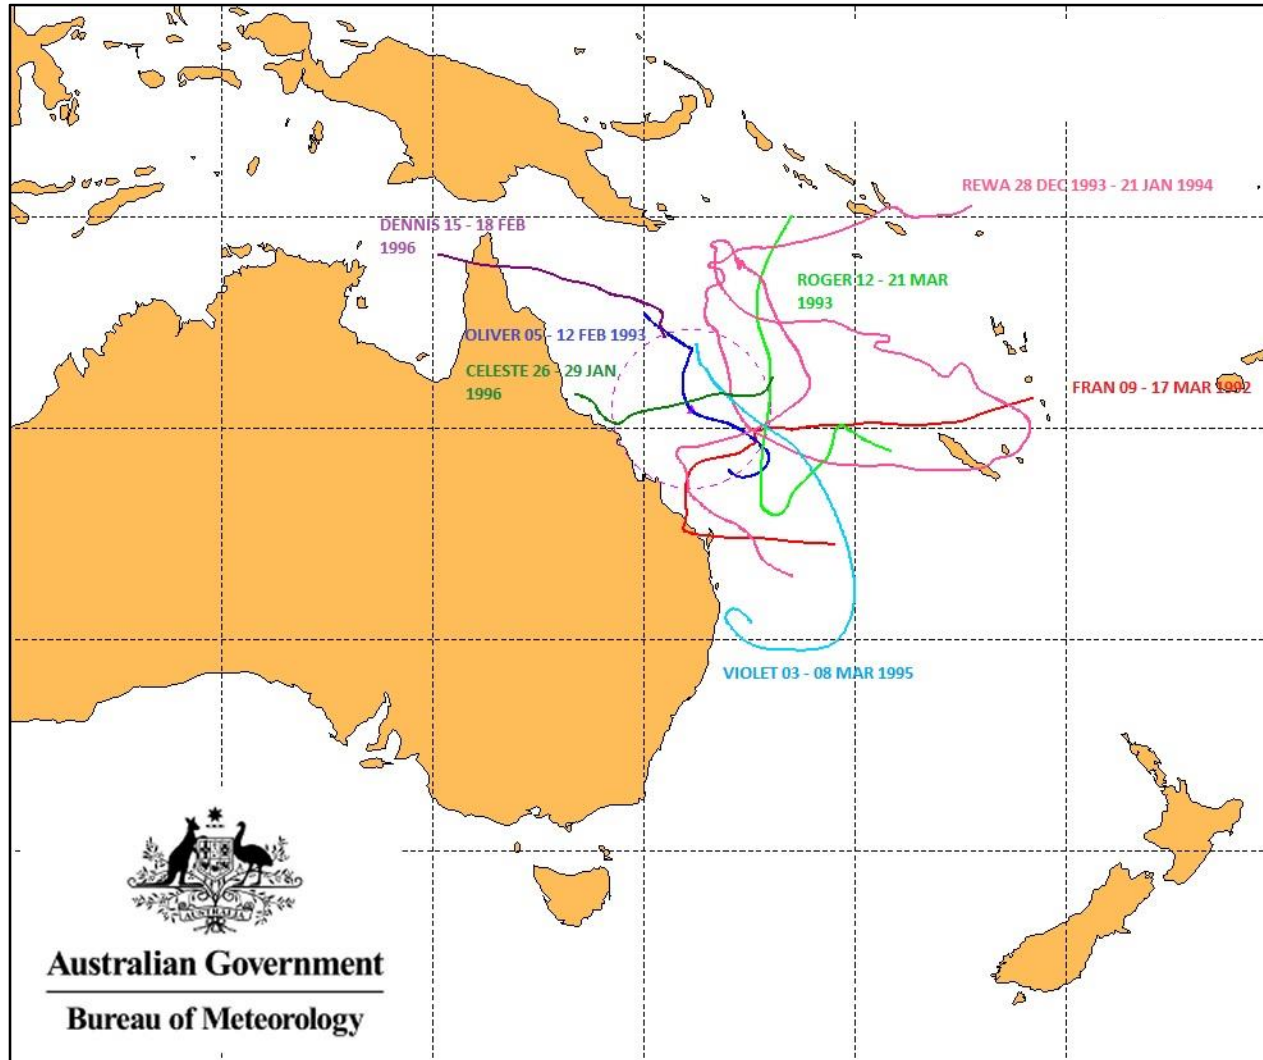 REWA 28 DEC 1993 - 21 JAN 1994
DENNIS 15 - 18 FEB
1996
ROGER 12 - 21 MAR
1993
OLIVER 05 - 12 FEB 1993
CELESTE 26 - 29 JAN
1996
FRAN 09 - 17 MAR 1992
VIOLET 03 - 08 MAR 1995
AUSTRALIA
Australian Government
Bureau of Meteorology